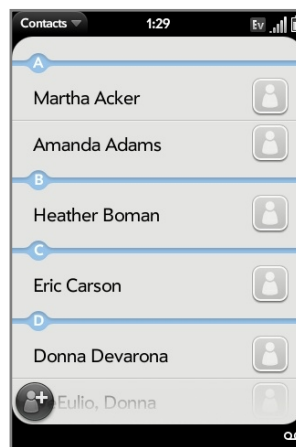 Contacts 1:29 Ev
A
Martha Acker
Amanda Adams
B
Heather Boman
C
Eric Carson
D
Donna Devarona
Eulio, Donna